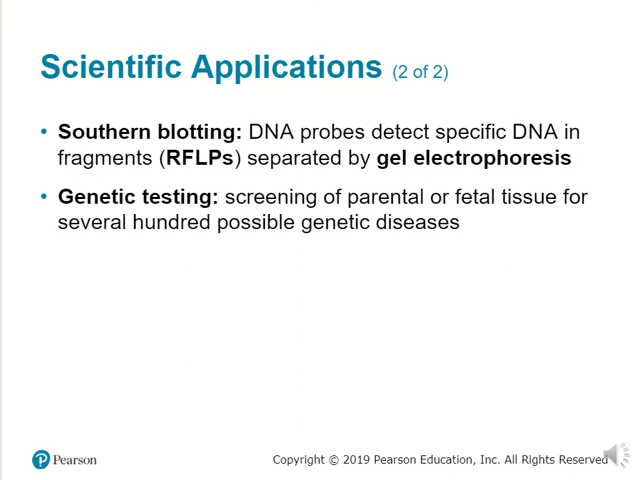 Scientific Applications (2 of 2)
• Southern blotting: DNA probes detect specific DNA in
fragments (RFLPs) separated by gel electrophoresis
• Genetic testing: screening of parental or fetal tissue for
several hundred possible genetic diseases
Pearson
Copyright © 2019 Pearson Education, Inc. All Rights Reserved